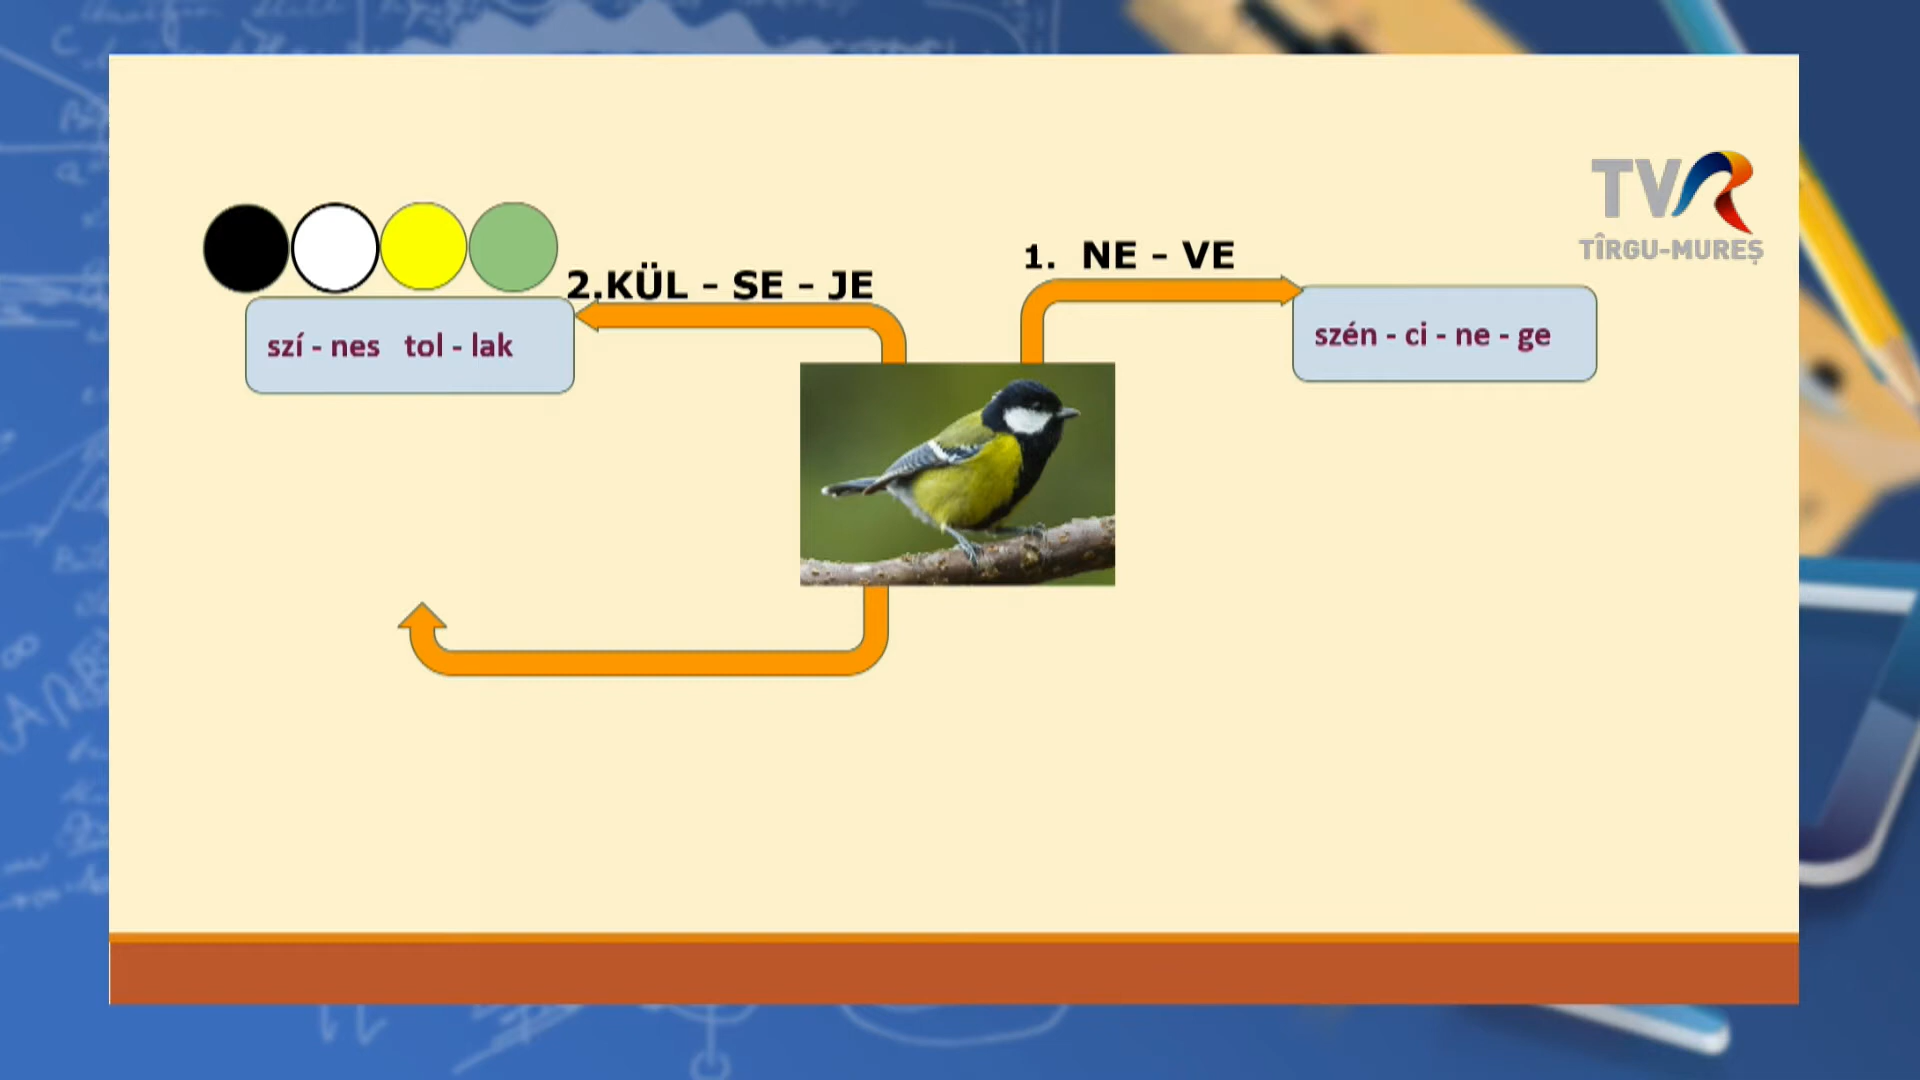 TVR
TÎRGU-MUREȘ
1. NE - VE
2.KÜL - SE - JE
szén - ci - ne - ge
szí - nes tol - lak